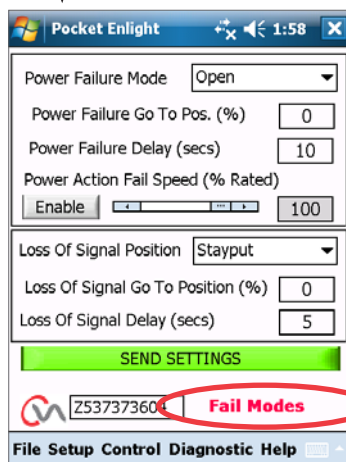 Pocket Enlight 1:58
Power Failure Mode Open
Power Failure Go To Pos. (%) 0
Power Failure Delay (secs) 10
Power Action Fail Speed (% Rated)
Enable 100
Loss Of Signal Position Stayput
Loss Of Signal Go To Position (%) 0
Loss Of Signal Delay (secs) 5
SEND SETTINGS
Fail Modes
File Setup Control Diagnostic Help